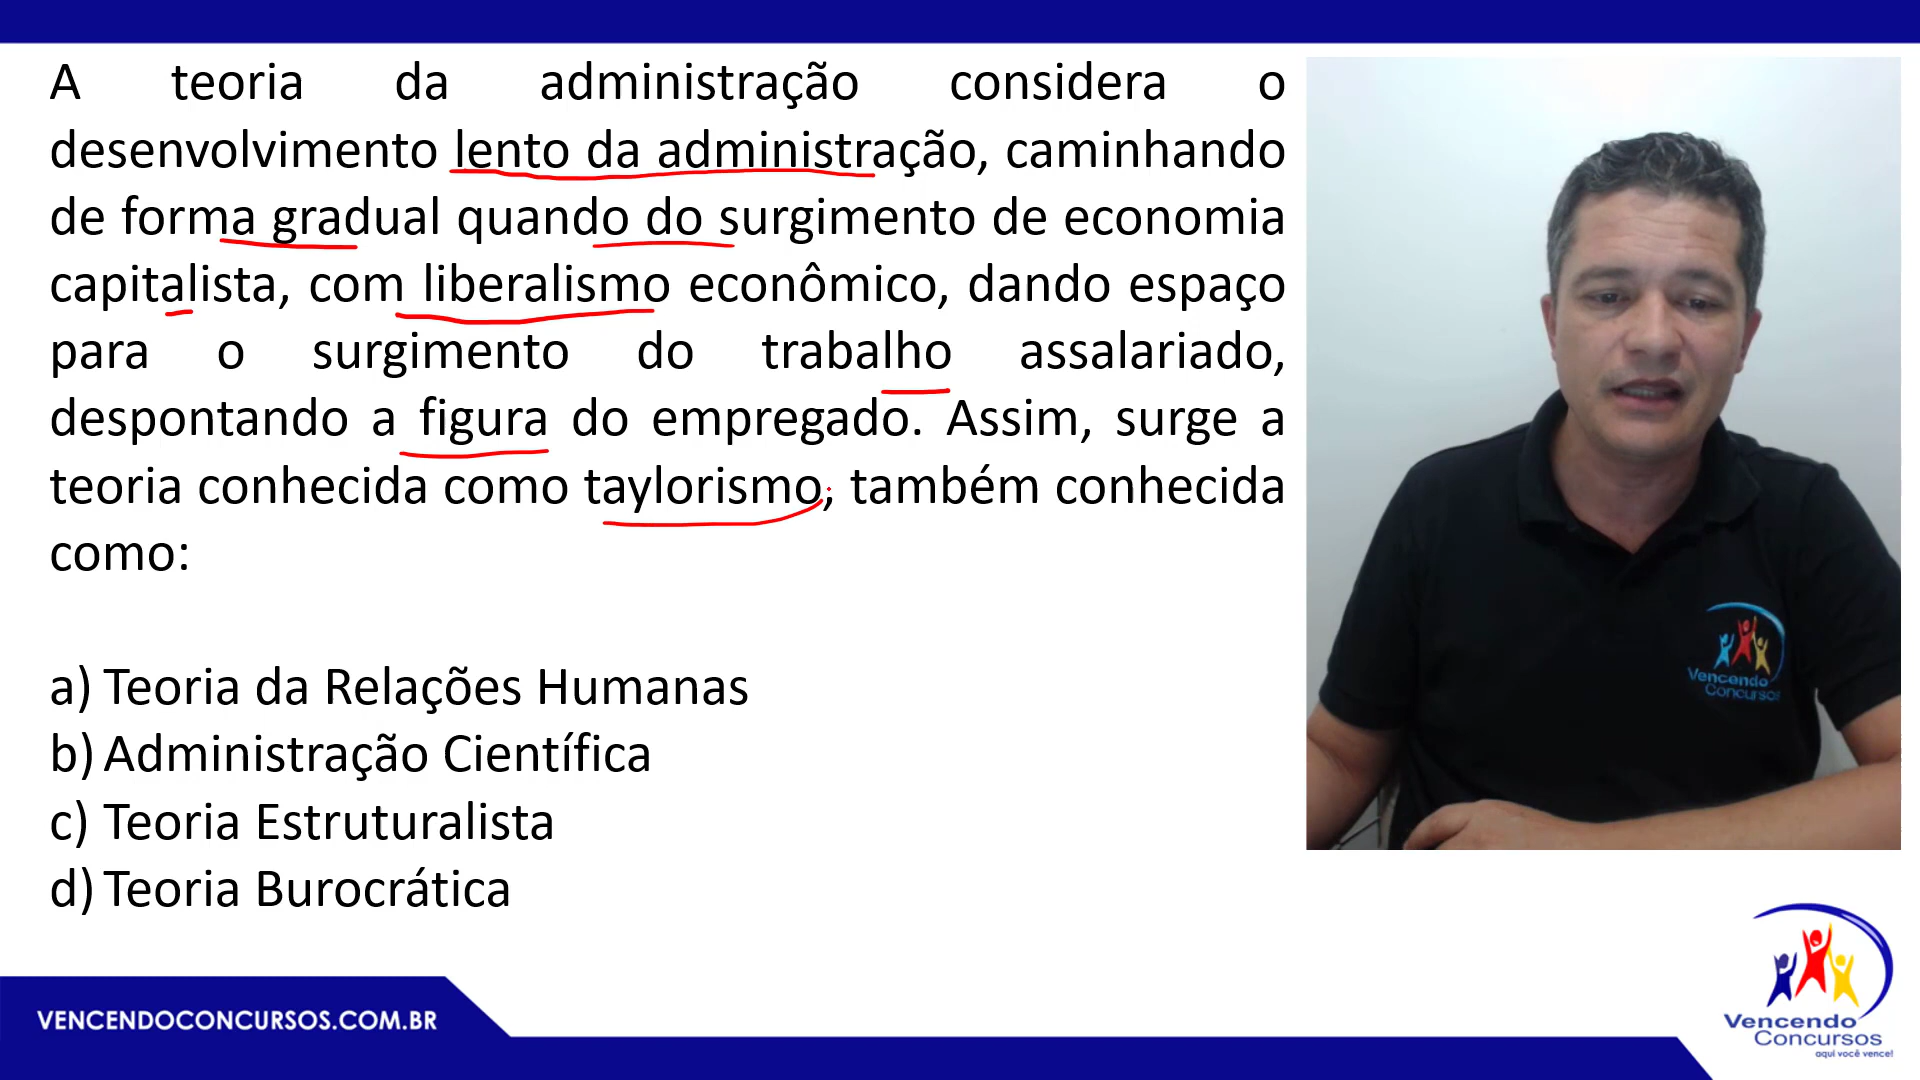 A teoria da administração considera o
desenvolvimento lento da administração, caminhando
de forma gradual quando do surgimento de economia
capitalista, com liberalismo econômico, dando espaço
para o surgimento do trabalho assalariado,
despontando a figura do empregado. Assim, surge a
teoria conhecida como taylorismo, também conhecida
como:
a) Teoria da Relações Humanas
b) Administração Científica
c) Teoria Estruturalista
d) Teoria Burocrática
Vencendo
Concursos
VENCENDOCONCURSOS.COM.BR
Vencendo
Concursos
aqui você vence!